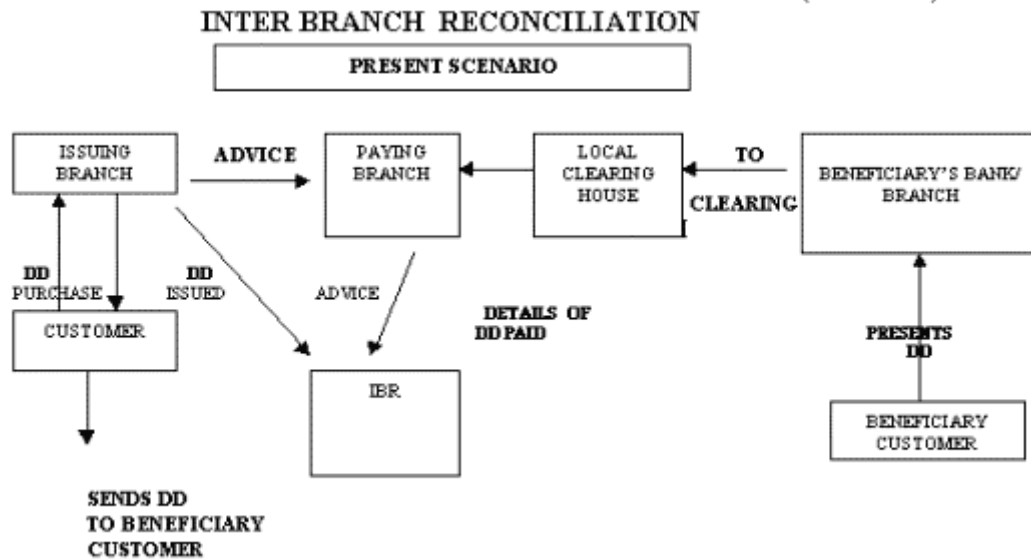 INTER BRANCH RECONCILIATION
PRESENT SCENARIO
ISSUING
BRANCH
ADVICE
PAYING
BRANCH
LOCAL
CLEARING
HOUSE
TO
CLEARING
BENEFICIARY'S BANK/
BRANCH
DD
PURCHASE
DD
ISSUED
ADVICE
DETAILS OF
DD PAID
PRESENTS
DD
CUSTOMER
IBR
BENEFICIARY
CUSTOMER
SENDS DD
TO BENEFICIARY
CUSTOMER